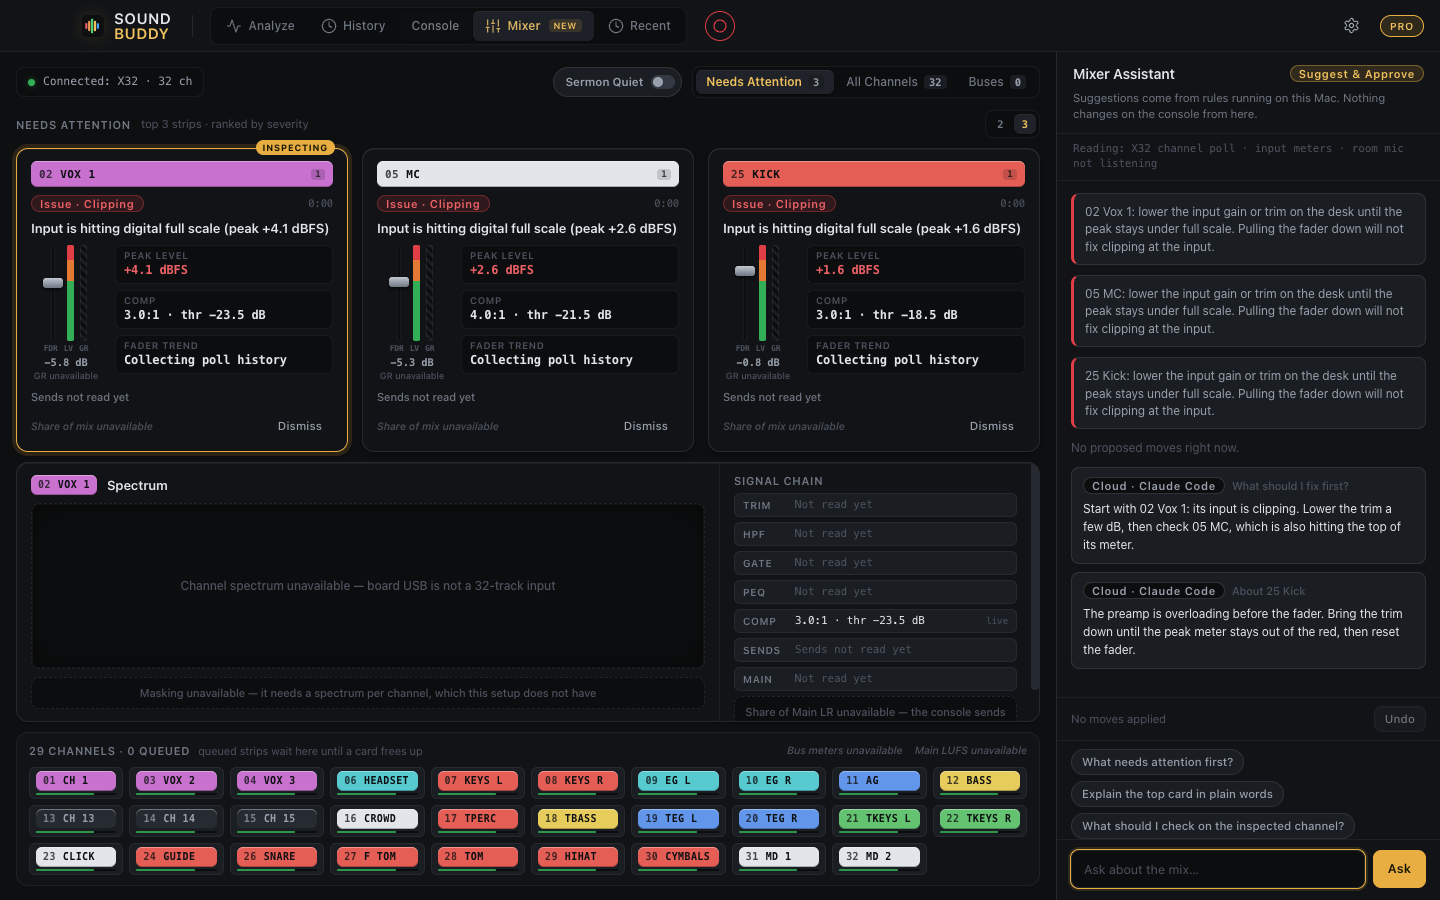 SOUND
BUDDY
Analyze
History
Console
Mixer NEW
Recent
PRO
Connected: X32 · 32 ch
Sermon Quiet
Needs Attention 3
All Channels 32
Buses 0
NEEDS ATTENTION top 3 strips · ranked by severity
2 3
INSPECTING
02 VOX 1 1
Issue · Clipping 0:00
Input is hitting digital full scale (peak +4.1 dBFS)
PEAK LEVEL
+4.1 dBFS
COMP
3.0:1 · thr −23.5 dB
FADER TREND
Collecting poll history
FDR LV GR
−5.8 dB
GR unavailable
Sends not read yet
Share of mix unavailable
Dismiss
05 MC 1
Issue · Clipping 0:00
Input is hitting digital full scale (peak +2.6 dBFS)
PEAK LEVEL
+2.6 dBFS
COMP
4.0:1 · thr −21.5 dB
FADER TREND
Collecting poll history
FDR LV GR
−5.3 dB
GR unavailable
Sends not read yet
Share of mix unavailable
Dismiss
25 KICK 1
Issue · Clipping 0:00
Input is hitting digital full scale (peak +1.6 dBFS)
PEAK LEVEL
+1.6 dBFS
COMP
3.0:1 · thr −18.5 dB
FADER TREND
Collecting poll history
FDR LV GR
−0.8 dB
GR unavailable
Sends not read yet
Share of mix unavailable
Dismiss
02 VOX 1 Spectrum
Channel spectrum unavailable — board USB is not a 32-track input
Masking unavailable — it needs a spectrum per channel, which this setup does not have
SIGNAL CHAIN
TRIM Not read yet
HPF Not read yet
GATE Not read yet
PEQ Not read yet
COMP 3.0:1 · thr −23.5 dB live
SENDS Sends not read yet
MAIN Not read yet
Share of Main LR unavailable — the console sends
29 CHANNELS · 0 QUEUED queued strips wait here until a card frees up
Bus meters unavailable Main LUFS unavailable
01 CH 1
03 VOX 2
04 VOX 3
06 HEADSET
07 KEYS L
08 KEYS R
09 EG L
10 EG R
11 AG
12 BASS
13 CH 13
14 CH 14
15 CH 15
16 CROWD
17 TPERC
18 TBASS
19 TEG L
20 TEG R
21 TKEYS L
22 TKEYS R
23 CLICK
24 GUIDE
26 SNARE
27 F TOM
28 TOM
29 HIHAT
30 CYMBALS
31 MD 1
32 MD 2
Mixer Assistant
Suggest & Approve
Suggestions come from rules running on this Mac. Nothing
changes on the console from here.
Reading: X32 channel poll · input meters · room mic
not listening
02 Vox 1: lower the input gain or trim on the desk until the
peak stays under full scale. Pulling the fader down will not
fix clipping at the input.
05 MC: lower the input gain or trim on the desk until the
peak stays under full scale. Pulling the fader down will not
fix clipping at the input.
25 Kick: lower the input gain or trim on the desk until the
peak stays under full scale. Pulling the fader down will not
fix clipping at the input.
No proposed moves right now.
Cloud · Claude Code What should I fix first?
Start with 02 Vox 1: its input is clipping. Lower the trim a
few dB, then check 05 MC, which is also hitting the top of
its meter.
Cloud · Claude Code About 25 Kick
The preamp is overloading before the fader. Bring the trim
down until the peak meter stays out of the red, then reset
the fader.
No moves applied
Undo
What needs attention first?
Explain the top card in plain words
What should I check on the inspected channel?
Ask about the mix...
Ask